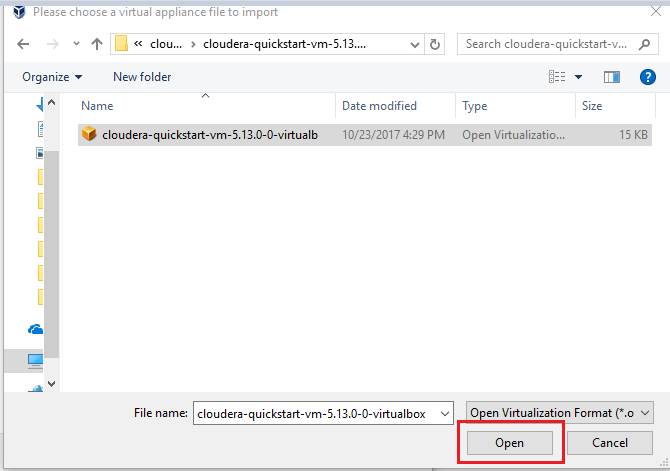 Please choose a virtual appliance file to import
« clou... › cloudera-quickstart-vm-5.13.... Search cloudera-quickstart-v...
Organize New folder ?
Name Date modified Type Size
cloudera-quickstart-vm-5.13.0-0-virtualb 10/23/2017 4:29 PM Open Virtualizatio... 15 KB
File name: cloudera-quickstart-vm-5.13.0-0-virtualbox Open Virtualization Format (*.o
Open Cancel